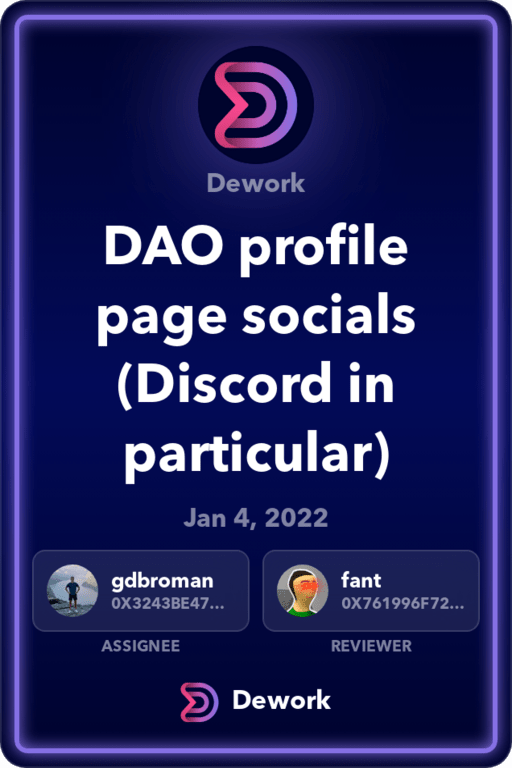 Dework
DAO profile
page socials
(Discord in
particular)
Jan 4, 2022
gdbroman
0X3243BE47...
ASSIGNEE
fant
0X761996F72...
REVIEWER
Dework